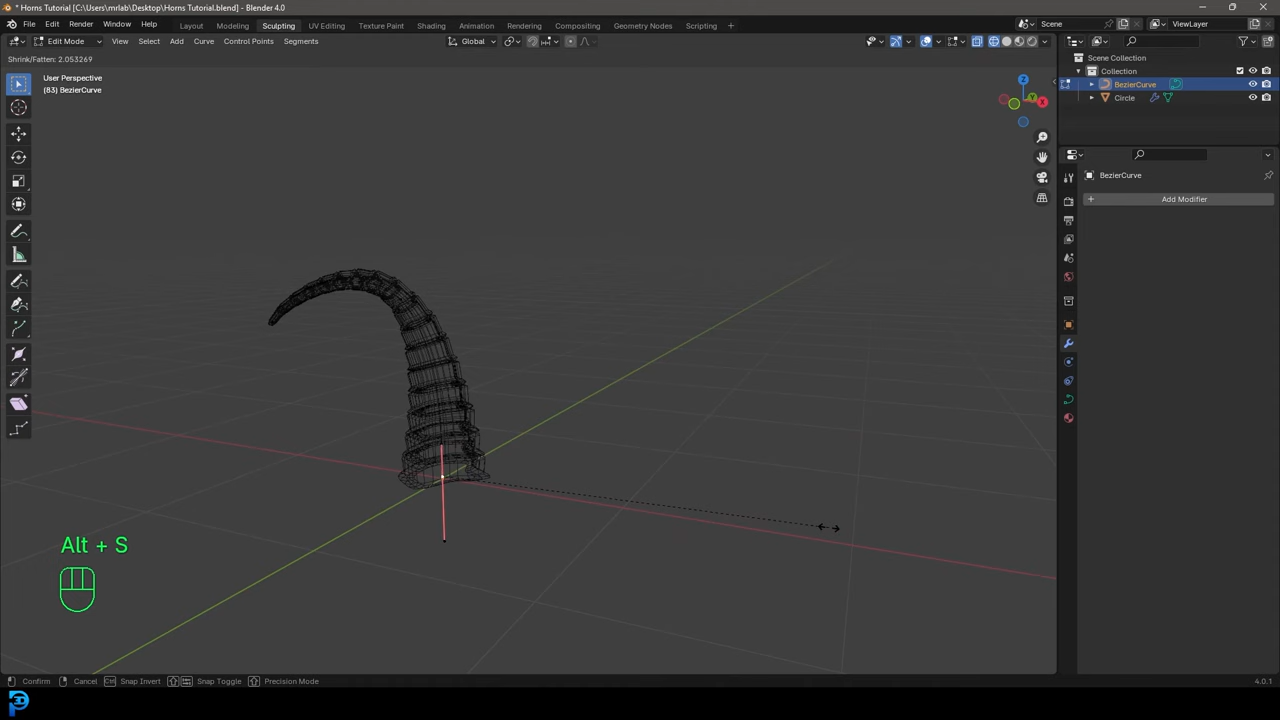 * Horns Tutorial [C:\Users\mrlab\Desktop\Horns Tutorial.blend] - Blender 4.0
File Edit Render Window Help Layout Modeling Sculpting UV Editing Texture Paint Shading Animation Rendering Compositing Geometry Nodes Scripting + Scene ViewLayer
Edit Mode View Select Add Curve Control Points Segments Global
Shrink/Fatten: 2.053269
Scene Collection
Collection
BezierCurve
Circle
User Perspective
(83) BezierCurve
Z
Y
X
BezierCurve
+ Add Modifier
Alt + S
Confirm Cancel Ctrl Snap Invert Snap Toggle Precision Mode 4.0.1